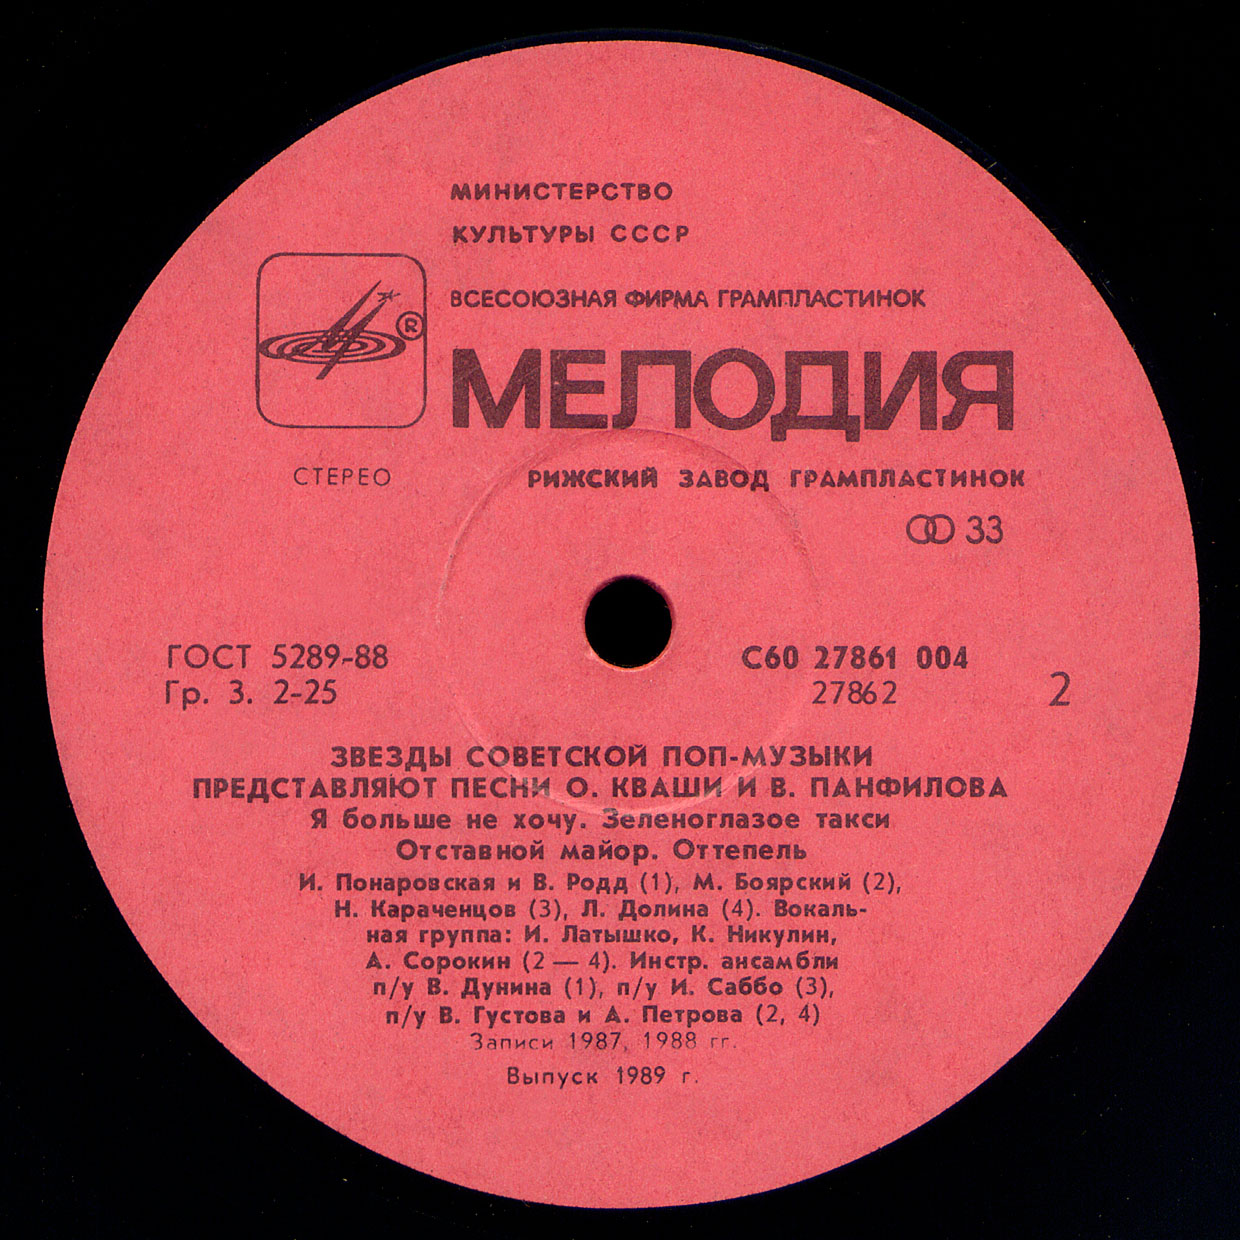 МИНИСТЕРСТВО
КУЛЬТУРЫ СССР
ВСЕСОЮЗНАЯ ФИРМА ГРАМПЛАСТИНОК
®
МЕЛОДИЯ
СТЕРЕО
РИЖСКИЙ ЗАВОД ГРАМПЛАСТИНОК
33
ГОСТ 5289-88
Гр. 3. 2-25
С60 27861 004
27862
2
ЗВЕЗДЫ СОВЕТСКОЙ ПОП-МУЗЫКИ
ПРЕДСТАВЛЯЮТ ПЕСНИ О. КВАШИ И В. ПАНФИЛОВА
Я больше не хочу. Зеленоглазое такси
Отставной майор. Оттепель
И. Понаровская и В. Родд (1), М. Боярский (2),
Н. Караченцов (3), Л. Долина (4). Вокаль-
ная группа: И. Латышко, К. Никулин,
А. Сорокин (2 — 4). Инстр. ансамбли
п/у В. Дунина (1), п/у И. Саббо (3),
п/у В. Густова и А. Петрова (2, 4)
Записи 1987, 1988 гг.
Выпуск 1989 г.